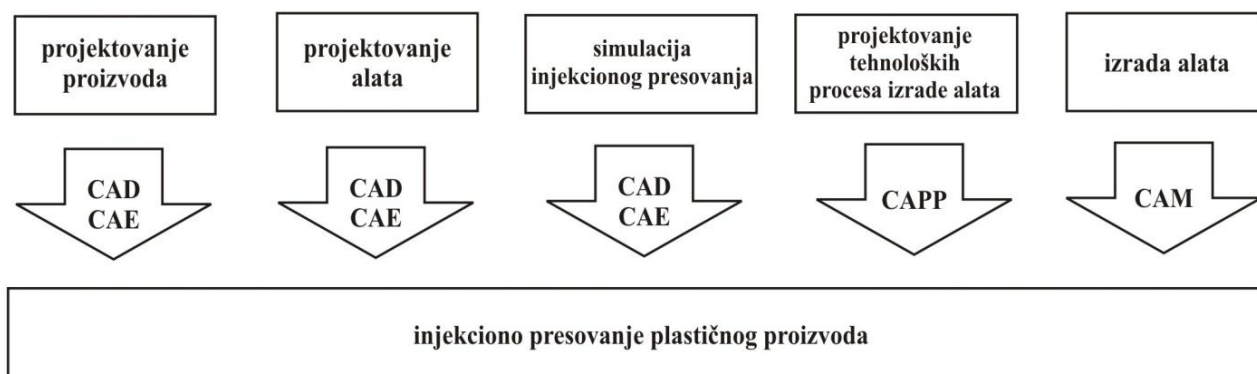 projektovanje
proizvoda
projektovanje
alata
simulacija
injekcionog presovanja
projektovanje
tehnoloških
procesa izrade alata
izrada alata
CAD
CAE
CAD
CAE
CAD
CAE
CAPP
CAM
injekciono presovanje plastičnog proizvoda